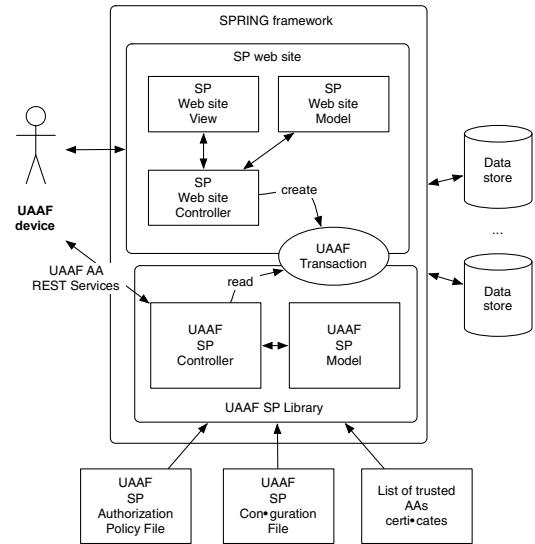 SPRING framework
SP web site
SP
Web site
View
SP
Web site
Model
SP
Web site
Controller
create
UAAF
device
UAAF
Transaction
Data
store
...
Data
store
UAAF AA
REST Services
read
UAAF
SP
Controller
UAAF
SP
Model
UAAF SP Library
UAAF
SP
Authorization
Policy File
UAAF
SP
Con•guration
File
List of trusted
AAs
certi•cates